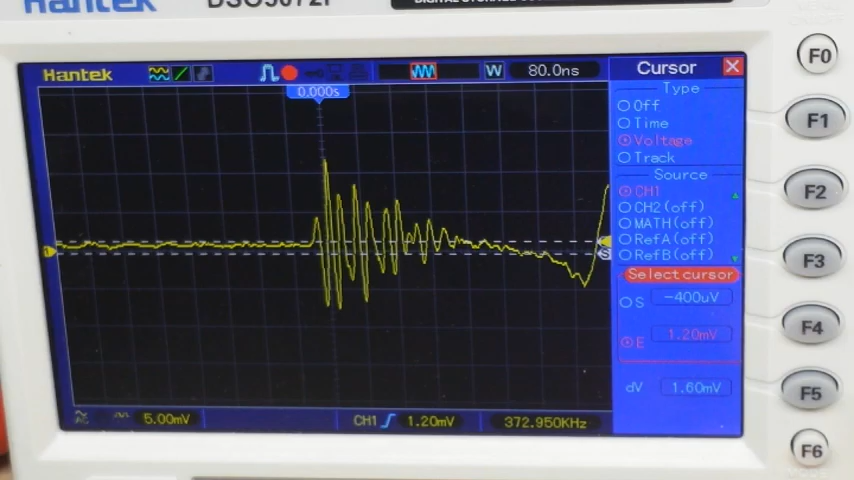 Hantek
Hantek
W
80.0ns
Cursor
0.000s
Type
Off
Time
Voltage
Track
Source
CH1
CH2(off)
MATH(off)
RefA(off)
RefB(off)
Select cursor
S
-400uV
E
1.20mV
dV
1.60mV
1
S
AC
5.00mV
CH1
1.20mV
372.950KHz
F0
F1
F2
F3
F4
F5
F6